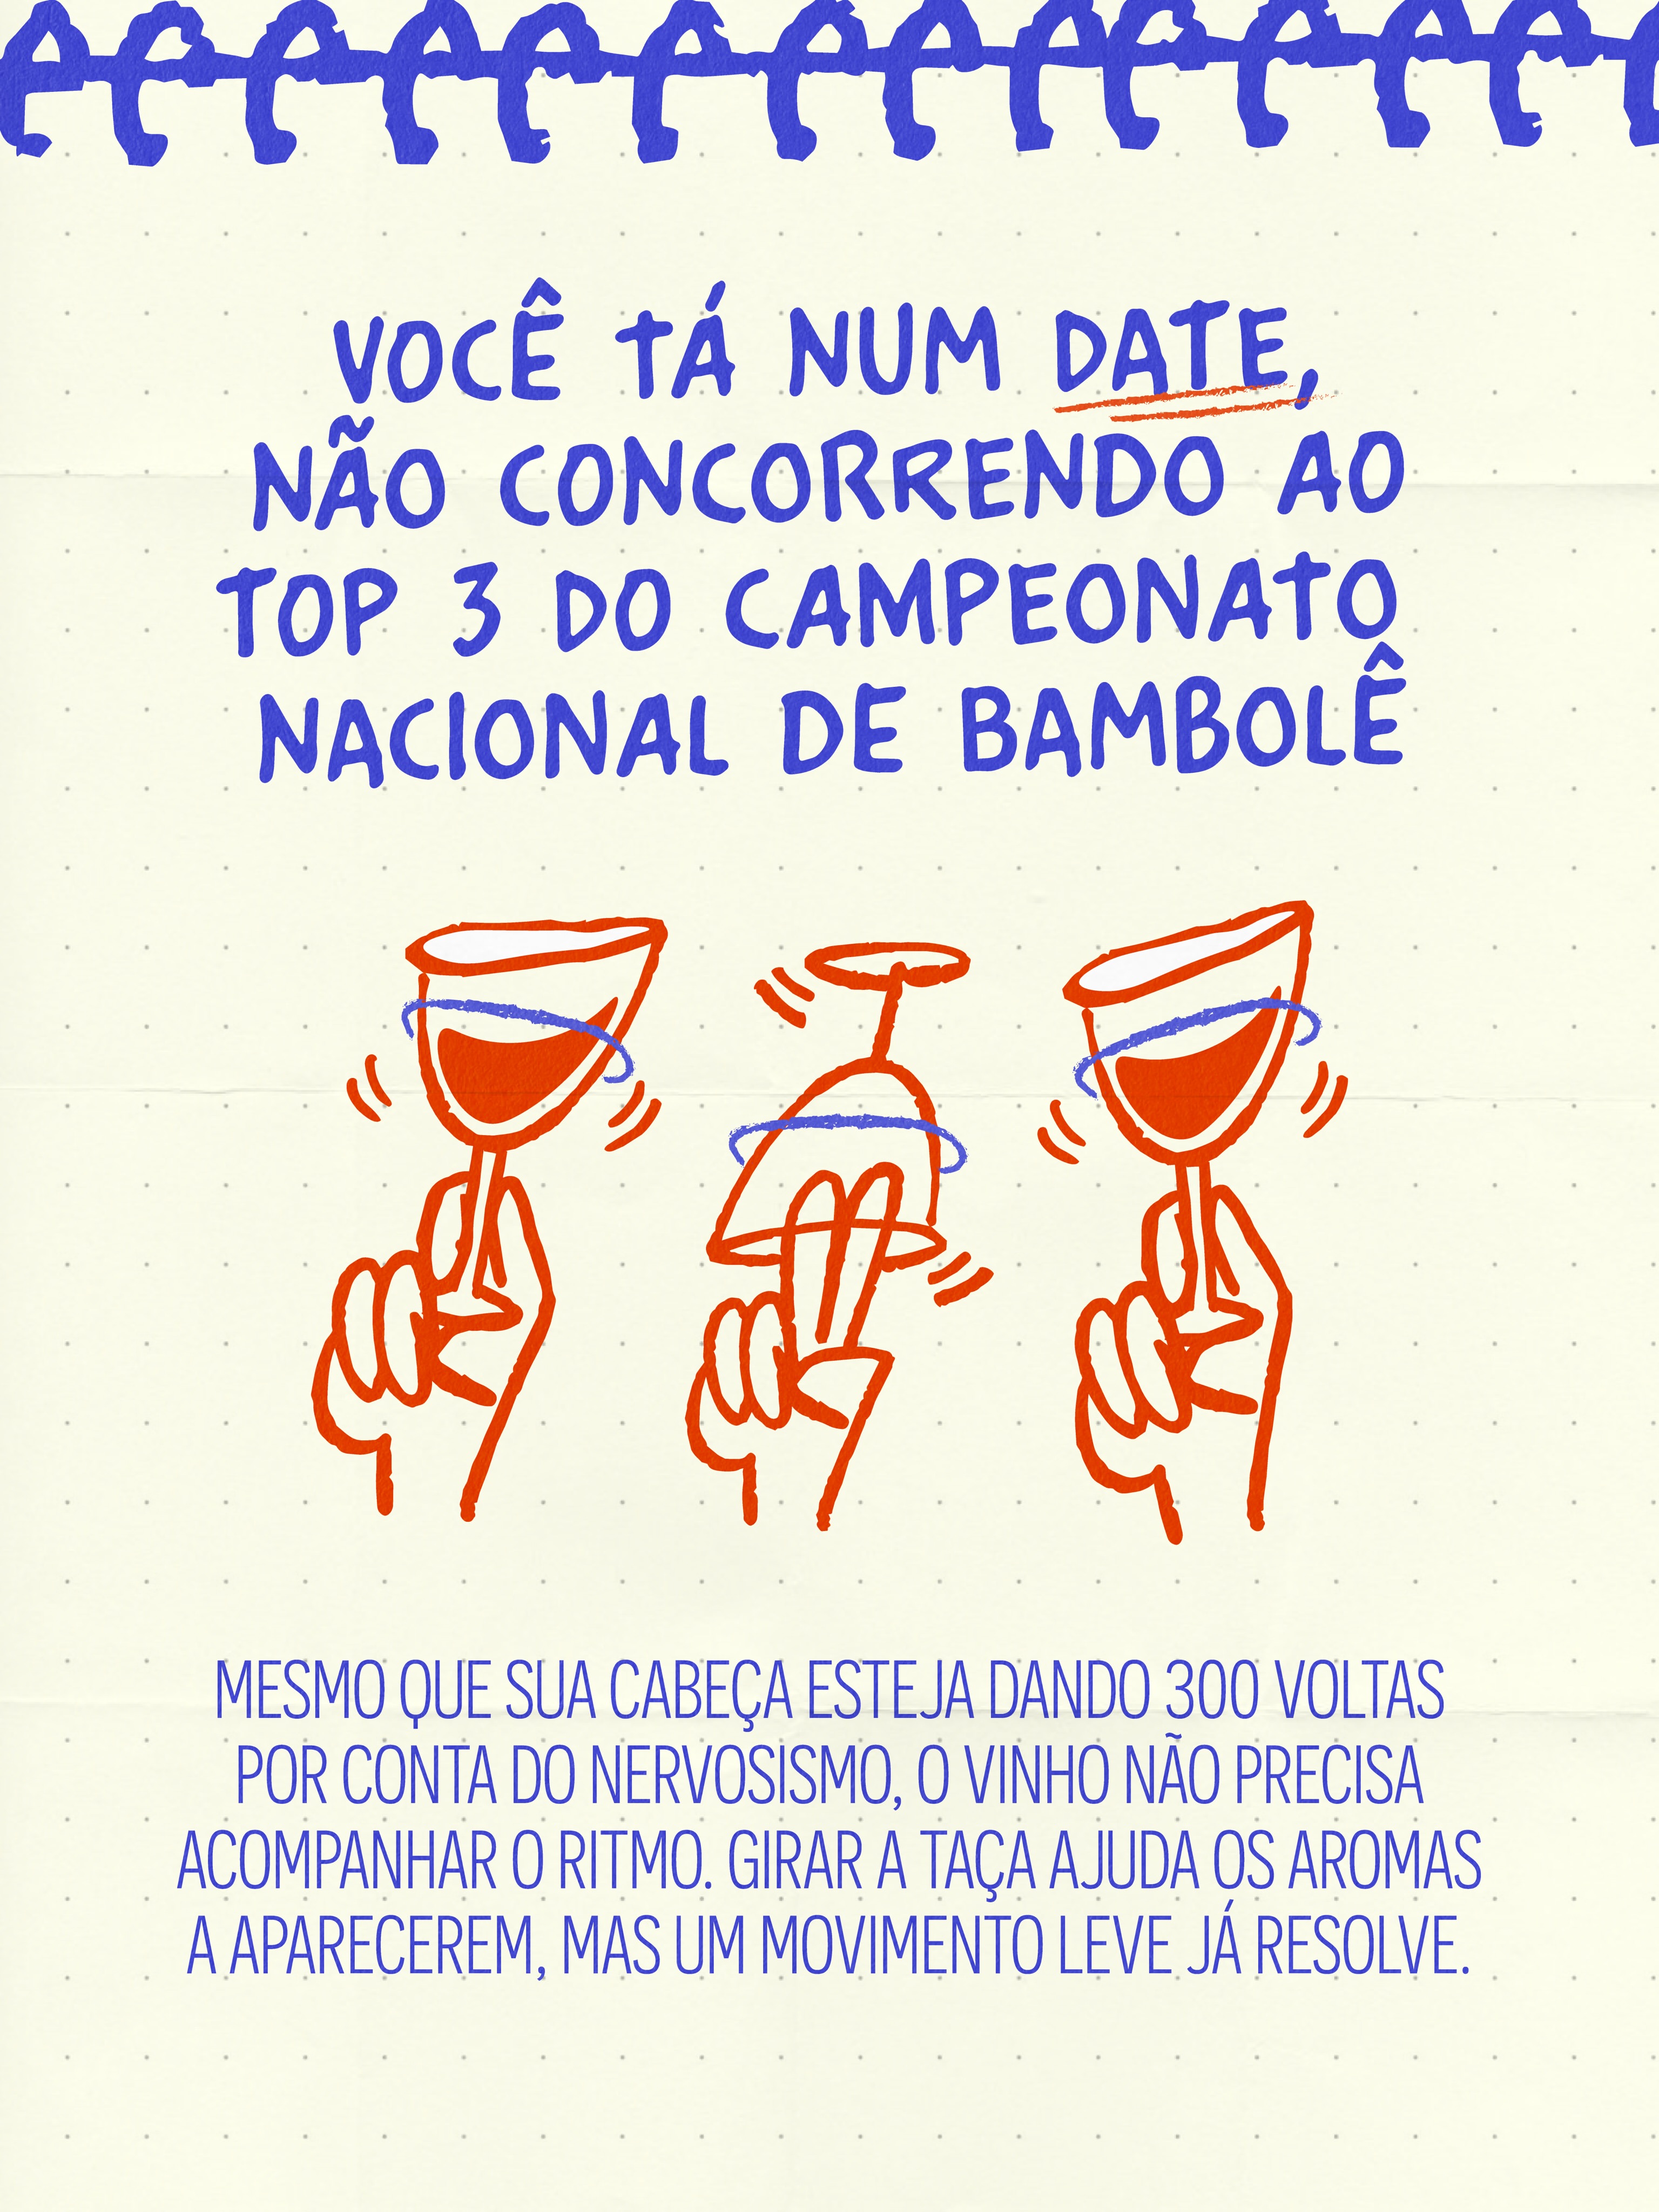 VOCÊ TÁ NUM DATE,
NÃO CONCORRENDO AO
TOP 3 DO CAMPEONATO
NACIONAL DE BAMBOLÊ
MESMO QUE SUA CABEÇA ESTEJA DANDO 300 VOLTAS
POR CONTA DO NERVOSISMO, O VINHO NÃO PRECISA
ACOMPANHAR O RITMO. GIRAR A TAÇA AJUDA OS AROMAS
A APARECEREM, MAS UM MOVIMENTO LEVE JÁ RESOLVE.